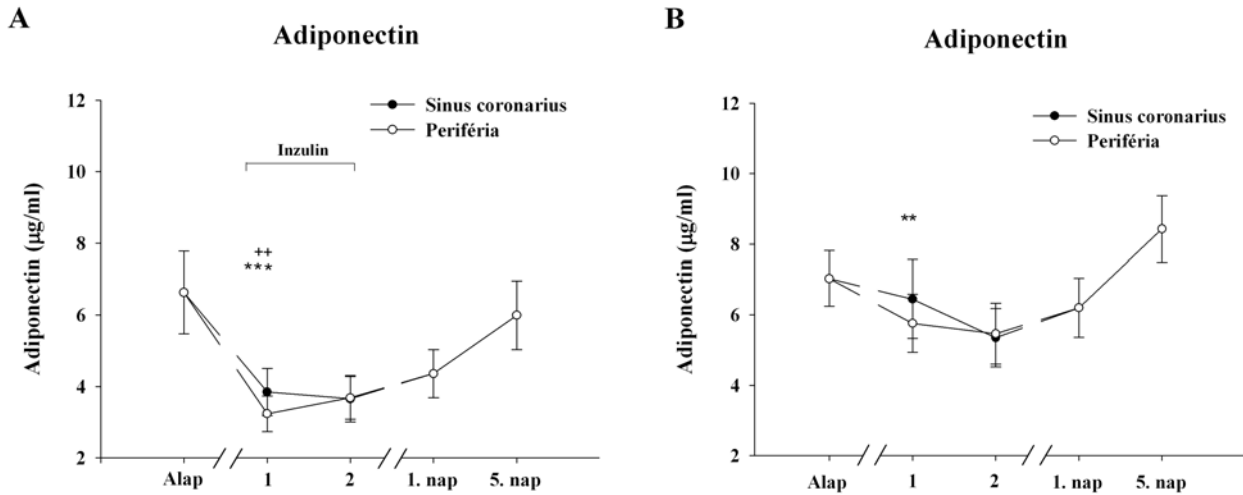 A
Adiponectin
Sinus coronarius
Periféria
Inzulin
++
***
Adiponectin (µg/ml)
12
10
8
6
4
2
Alap
1
2
1. nap
5. nap
B
Adiponectin
Sinus coronarius
Periféria
**
Adiponectin (µg/ml)
12
10
8
6
4
2
Alap
1
2
1. nap
5. nap